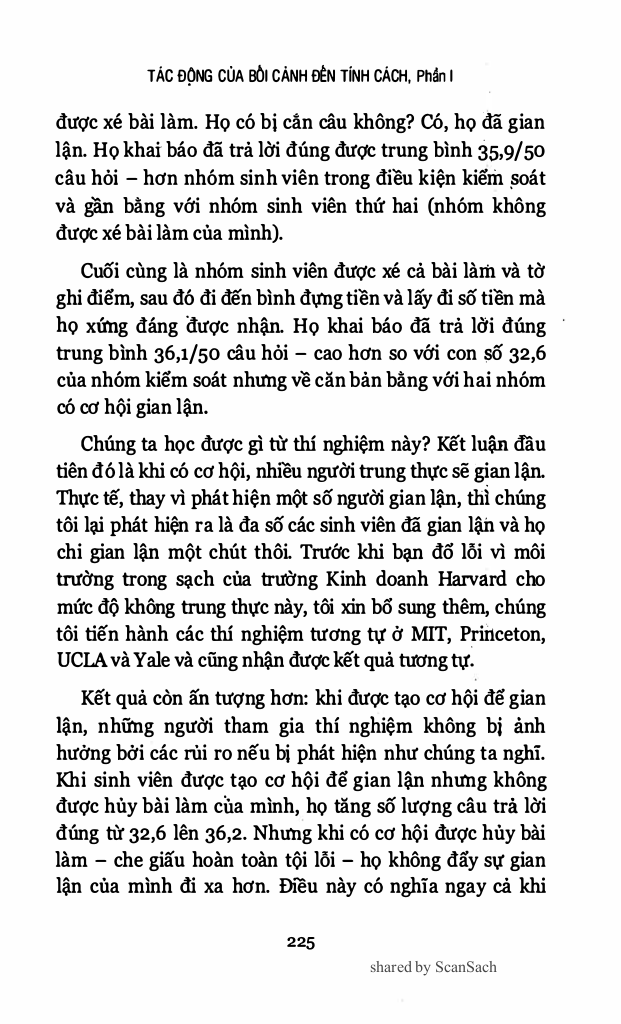 TÁC ĐỘNG CỦA BỐI CẢNH ĐẾN TÍNH CÁCH, Phần I
được xé bài làm. Họ có bị cắn câu không? Có, họ đã gian
lận. Họ khai báo đã trả lời đúng được trung bình 35,9/50
câu hỏi – hơn nhóm sinh viên trong điều kiện kiểm soát
và gần bằng với nhóm sinh viên thứ hai (nhóm không
được xé bài làm của mình).
Cuối cùng là nhóm sinh viên được xé cả bài làm và tờ
ghi điểm, sau đó đi đến bình đựng tiền và lấy đi số tiền mà
họ xứng đáng được nhận. Họ khai báo đã trả lời đúng
trung bình 36,1/50 câu hỏi – cao hơn so với con số 32,6
của nhóm kiểm soát nhưng về căn bản bằng với hai nhóm
có cơ hội gian lận.
Chúng ta học được gì từ thí nghiệm này? Kết luận đầu
tiên đó là khi có cơ hội, nhiều người trung thực sẽ gian lận.
Thực tế, thay vì phát hiện một số người gian lận, thì chúng
tôi lại phát hiện ra là đa số các sinh viên đã gian lận và họ
chi gian lận một chút thôi. Trước khi bạn đổ lỗi vì môi
trường trong sạch của trường Kinh doanh Harvard cho
mức độ không trung thực này, tôi xin bổ sung thêm, chúng
tôi tiến hành các thí nghiệm tương tự ở MIT, Princeton,
UCLA và Yale và cũng nhận được kết quả tương tự.
Kết quả còn ấn tượng hơn: khi được tạo cơ hội để gian
lận, những người tham gia thí nghiệm không bị ảnh
hưởng bởi các rủi ro nếu bị phát hiện như chúng ta nghĩ.
Khi sinh viên được tạo cơ hội để gian lận nhưng không
được hủy bài làm của mình, họ tăng số lượng câu trả lời
đúng từ 32,6 lên 36,2. Nhưng khi có cơ hội được hủy bài
làm – che giấu hoàn toàn tội lỗi – họ không đẩy sự gian
lận của mình đi xa hơn. Điều này có nghĩa ngay cả khi
225
shared by ScanSach